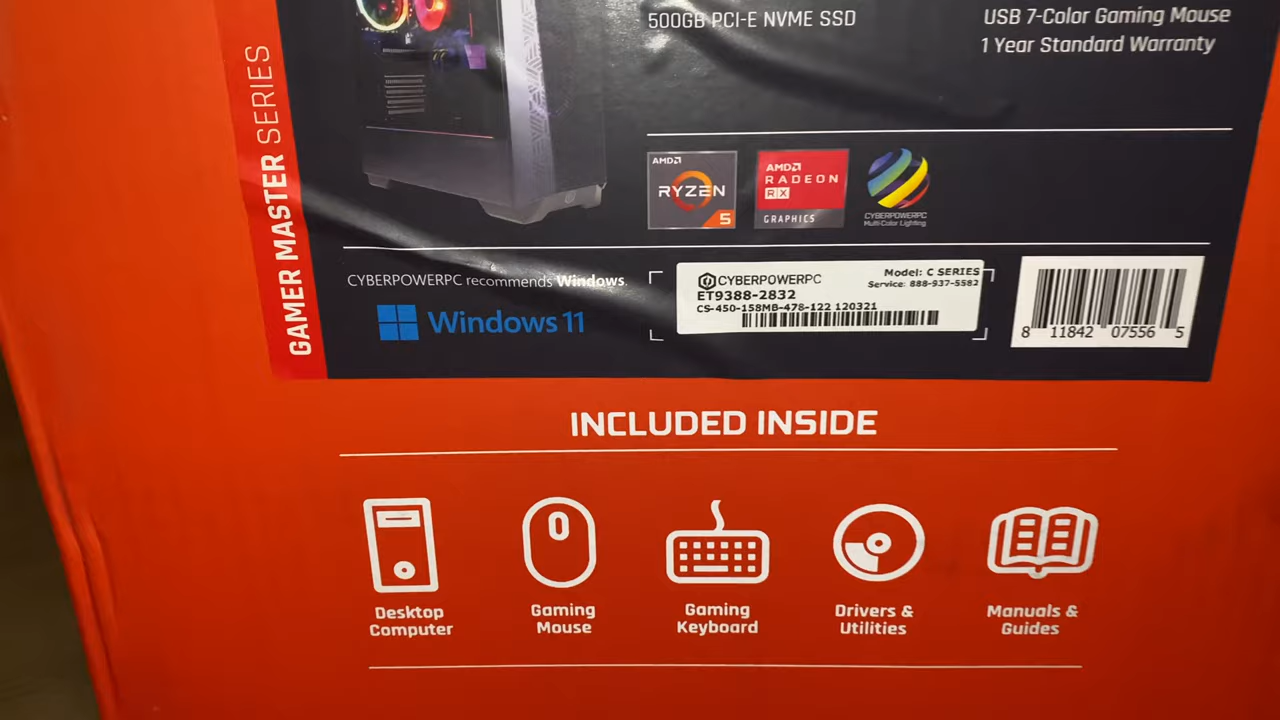 500GB PCI-E NVME SSD
USB 7-Color Gaming Mouse
1 Year Standard Warranty
GAMER MASTER SERIES
AMD
RYZEN
5
AMD
RADEON
RX
GRAPHICS
CYBERPOWERPC
Multi-Color Lighting
CYBERPOWERPC recommends Windows.
Windows 11
CYBERPOWERPC
Model: C SERIES
Service: 888-937-5582
ET9388-2832
CS-450-158MB-478-122 120321
8 11842 07556 5
INCLUDED INSIDE
Desktop
Computer
Gaming
Mouse
Gaming
Keyboard
Drivers &
Utilities
Manuals &
Guides